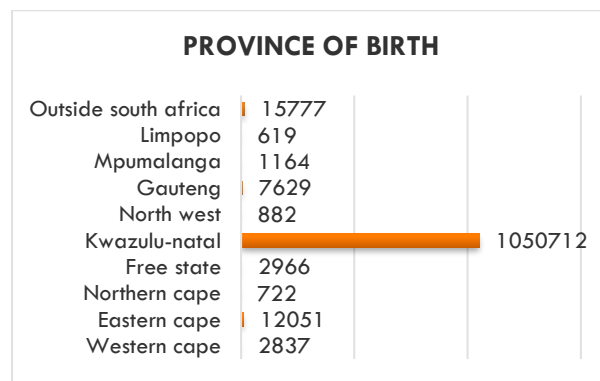 PROVINCE OF BIRTH
Outside south africa 15777
Limpopo 619
Mpumalanga 1164
Gauteng 7629
North west 882
Kwazulu-natal 1050712
Free state 2966
Northern cape 722
Eastern cape 12051
Western cape 2837